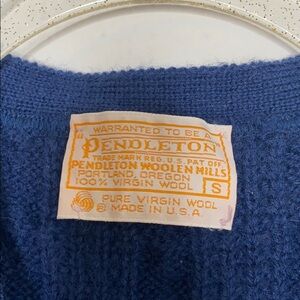 WARRANTED TO BE A
"PENDLETON"
TRADE MARK REG. U.S. PAT. OFF.
PENDLETON WOOLEN MILLS
PORTLAND, OREGON
100% VIRGIN WOOL
S
PURE VIRGIN WOOL
® MADE IN U.S.A.